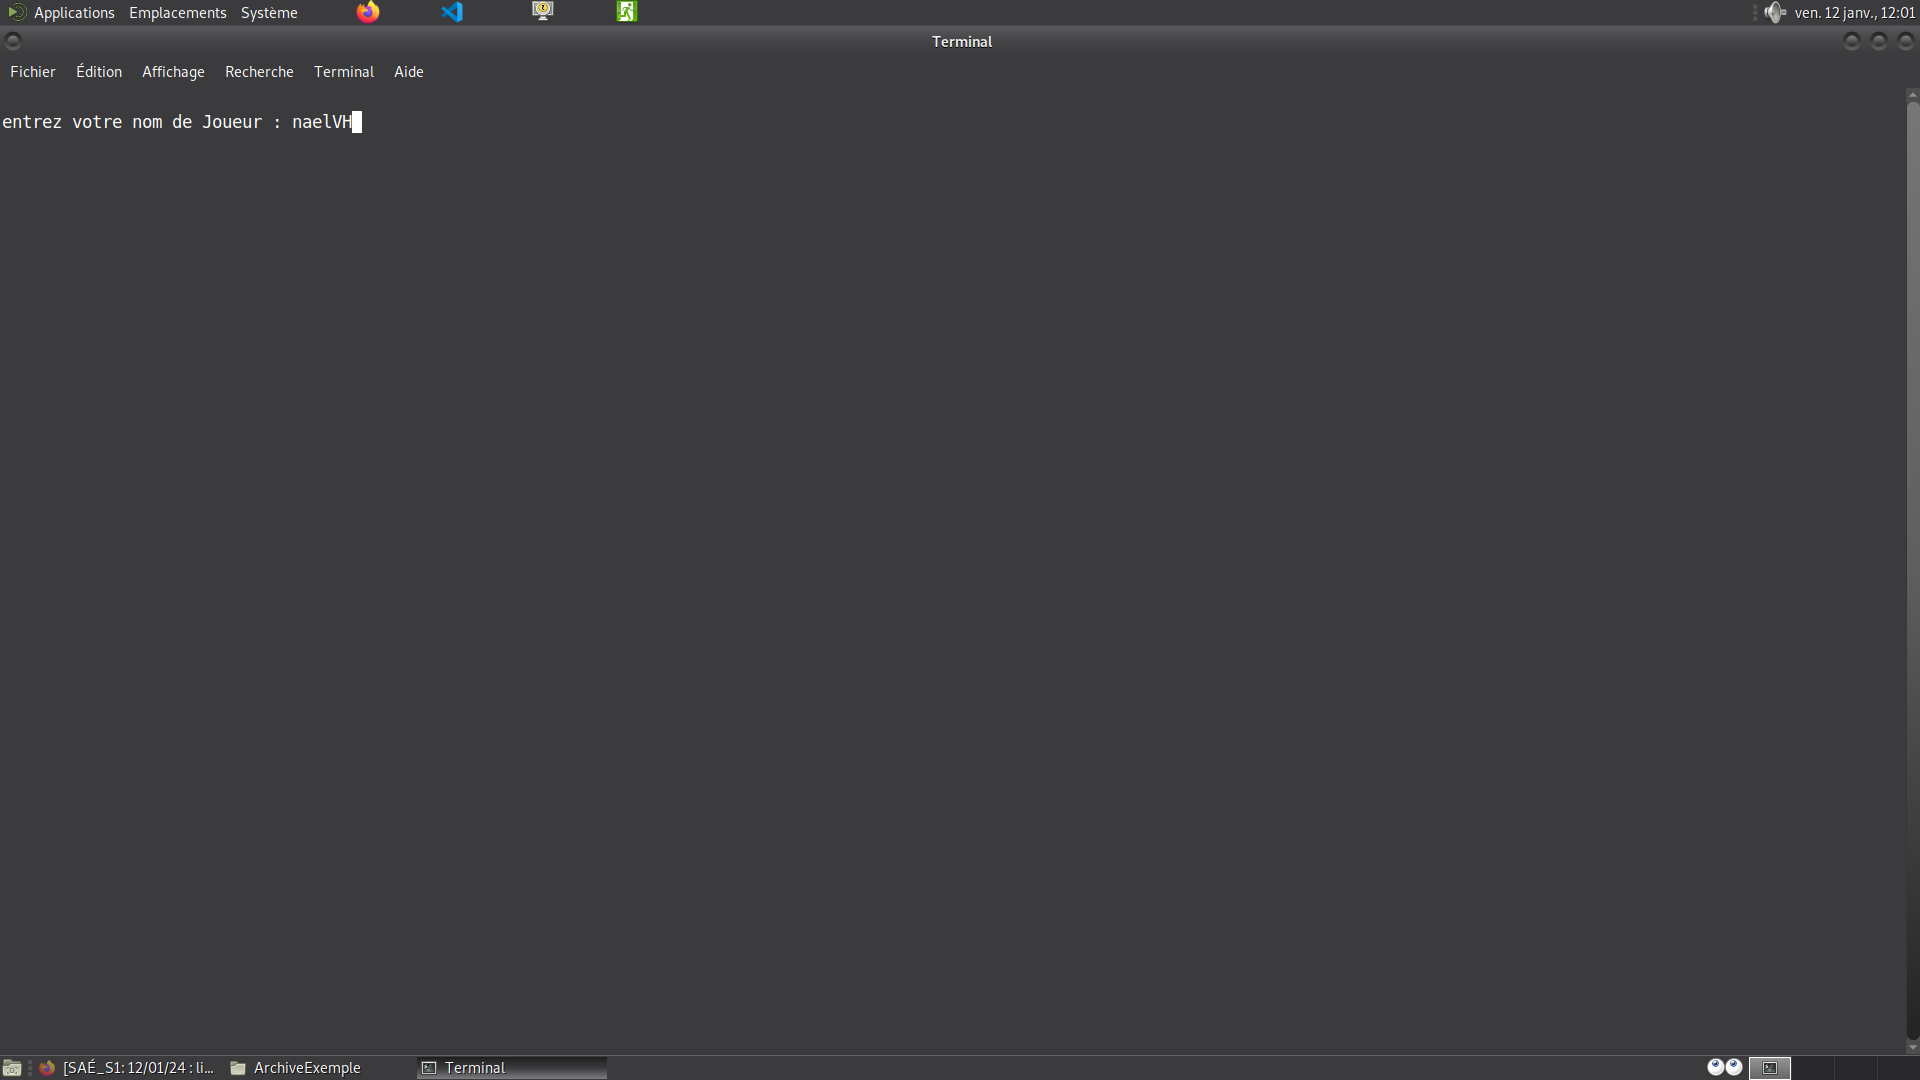 Applications Emplacements Système ven. 12 janv., 12:01
Terminal
Fichier Édition Affichage Recherche Terminal Aide
entrez votre nom de Joueur : naelVH
[SAÉ_S1: 12/01/24 : li... ArchiveExemple Terminal